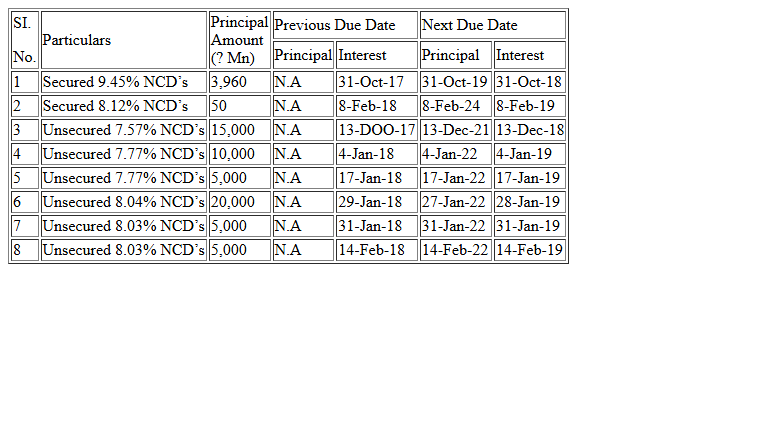 SI. No. Particulars Principal Amount (? Mn) Previous Due Date Next Due Date
Principal Interest Principal Interest
1 Secured 9.45% NCD’s 3,960 N.A 31-Oct-17 31-Oct-19 31-Oct-18
2 Secured 8.12% NCD’s 50 N.A 8-Feb-18 8-Feb-24 8-Feb-19
3 Unsecured 7.57% NCD’s 15,000 N.A 13-DOO-17 13-Dec-21 13-Dec-18
4 Unsecured 7.77% NCD’s 10,000 N.A 4-Jan-18 4-Jan-22 4-Jan-19
5 Unsecured 7.77% NCD’s 5,000 N.A 17-Jan-18 17-Jan-22 17-Jan-19
6 Unsecured 8.04% NCD’s 20,000 N.A 29-Jan-18 27-Jan-22 28-Jan-19
7 Unsecured 8.03% NCD’s 5,000 N.A 31-Jan-18 31-Jan-22 31-Jan-19
8 Unsecured 8.03% NCD’s 5,000 N.A 14-Feb-18 14-Feb-22 14-Feb-19